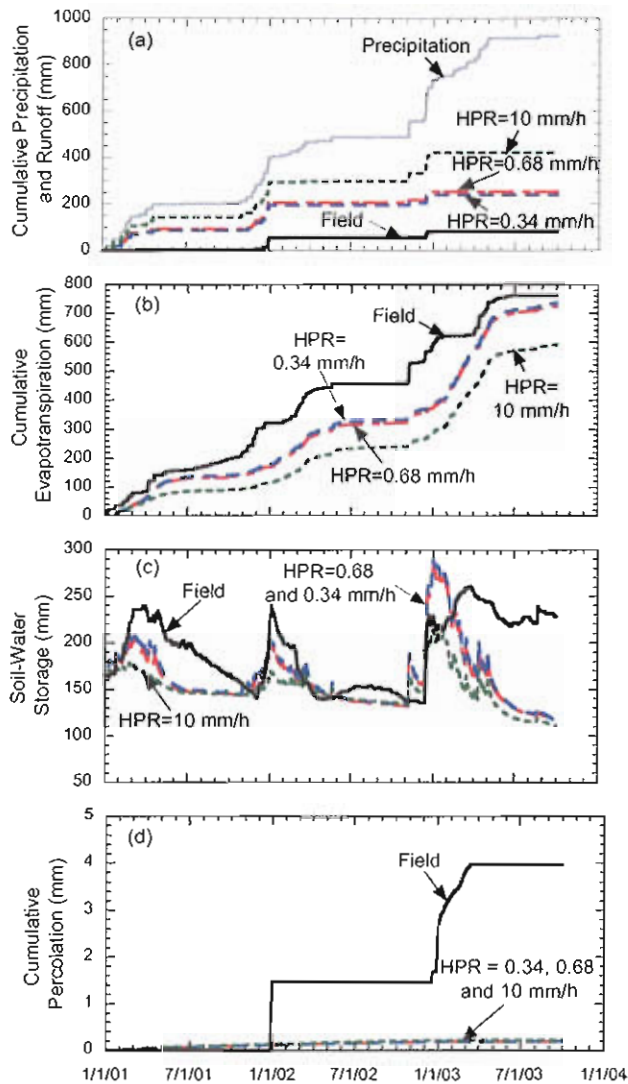 (a)
Cumulative Precipitation
and Runoff (mm)
1000
800
600
400
200
0
Precipitation
HPR=10 mm/h
HPR=0.68 mm/h
HPR=0.34 mm/h
Field
(b)
Cumulative
Evapotranspiration (mm)
800
700
600
500
400
300
200
100
0
Field
HPR=
0.34 mm/h
HPR=
10 mm/h
HPR=0.68 mm/h
(c)
Soil-Water
Storage (mm)
300
250
200
150
100
50
Field
HPR=0.68
and 0.34 mm/h
HPR=10 mm/h
(d)
Cumulative
Percolation (mm)
5
4
3
2
1
0
Field
HPR = 0.34, 0.68
and 10 mm/h
1/1/01 7/1/01 1/1/02 7/1/02 1/1/03 7/1/03 1/1/04